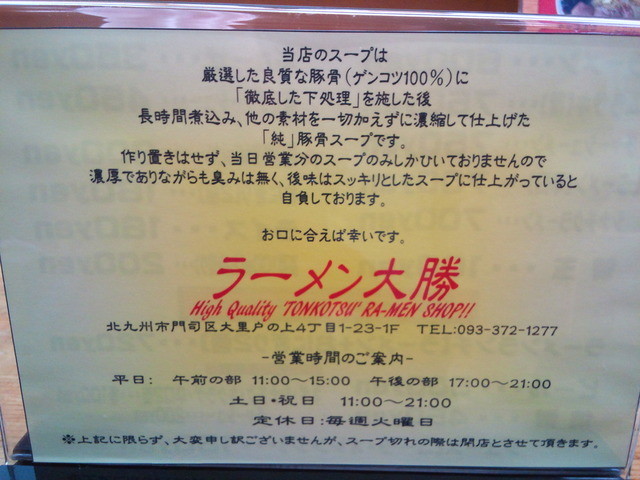 当店のスープは
厳選した良質な豚骨(ゲンコツ100%)に
「徹底した下処理」を施した後
長時間煮込み、他の素材を一切加えずに濃縮して仕上げた
「純」豚骨スープです。
作り置きはせず、当日営業分のスープのみしかひいておりませんので
濃厚でありながらも臭みは無く、後味はスッキリとしたスープに仕上がっていると
自負しております。
お口に合えば幸いです。
ラーメン大勝
High Quality 'TONKOTSU' RA-MEN SHOP!!
北九州市門司区大里戸の上4丁目1-23-1F TEL:093-372-1277
-営業時間のご案内-
平日: 午前の部 11:00～15:00 午後の部 17:00～21:00
土日・祝日 11:00～21:00
定休日:毎週火曜日
※上記に限らず、大変申し訳ございませんが、スープ切れの際は閉店とさせて頂きます。